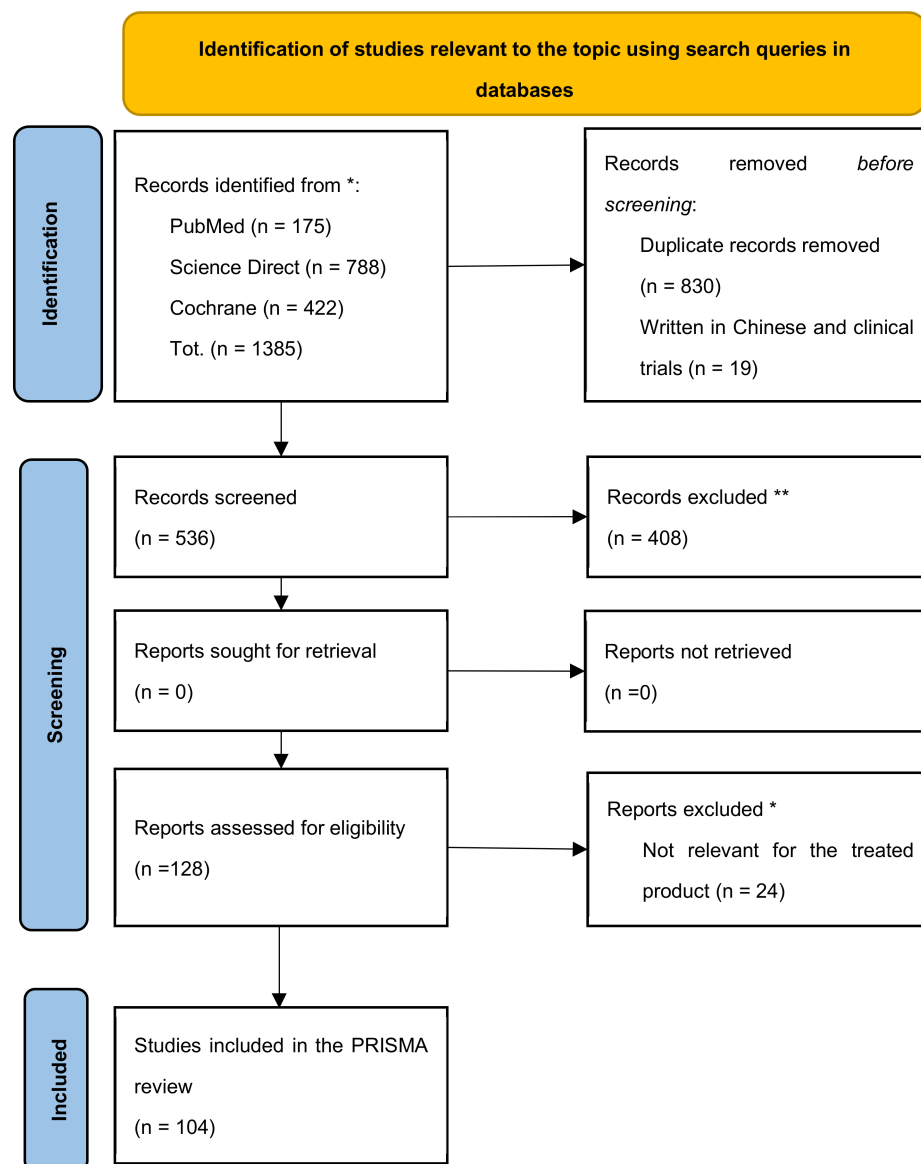 Identification of studies relevant to the topic using search queries in
databases
Identification
Records identified from *:
PubMed (n = 175)
Science Direct (n = 788)
Cochrane (n = 422)
Tot. (n = 1385)
Records removed before
screening:
Duplicate records removed
(n = 830)
Written in Chinese and clinical
trials (n = 19)
Screening
Records screened
(n = 536)
Records excluded **
(n = 408)
Reports sought for retrieval
(n = 0)
Reports not retrieved
(n =0)
Reports assessed for eligibility
(n =128)
Reports excluded *
Not relevant for the treated
product (n = 24)
Included
Studies included in the PRISMA
review
(n = 104)